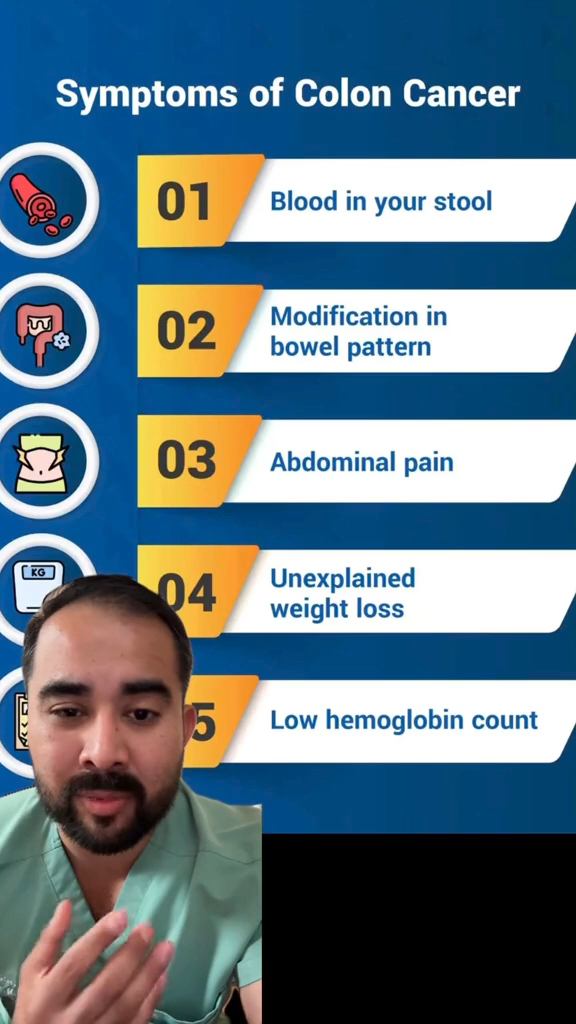 Symptoms of Colon Cancer
01
Blood in your stool
02
Modification in
bowel pattern
03
Abdominal pain
KG
04
Unexplained
weight loss
5
Low hemoglobin count